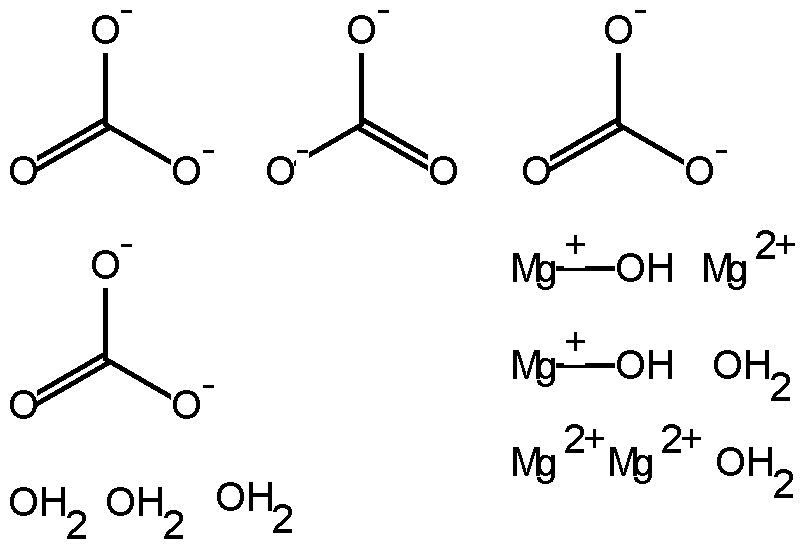 O⁻ O⁻ O⁻
O O⁻ O⁻ O O O⁻
O⁻ Mg⁺ OH Mg²⁺
Mg⁺ OH OH₂
O O⁻
Mg²⁺ Mg²⁺ OH₂
OH₂ OH₂ OH₂